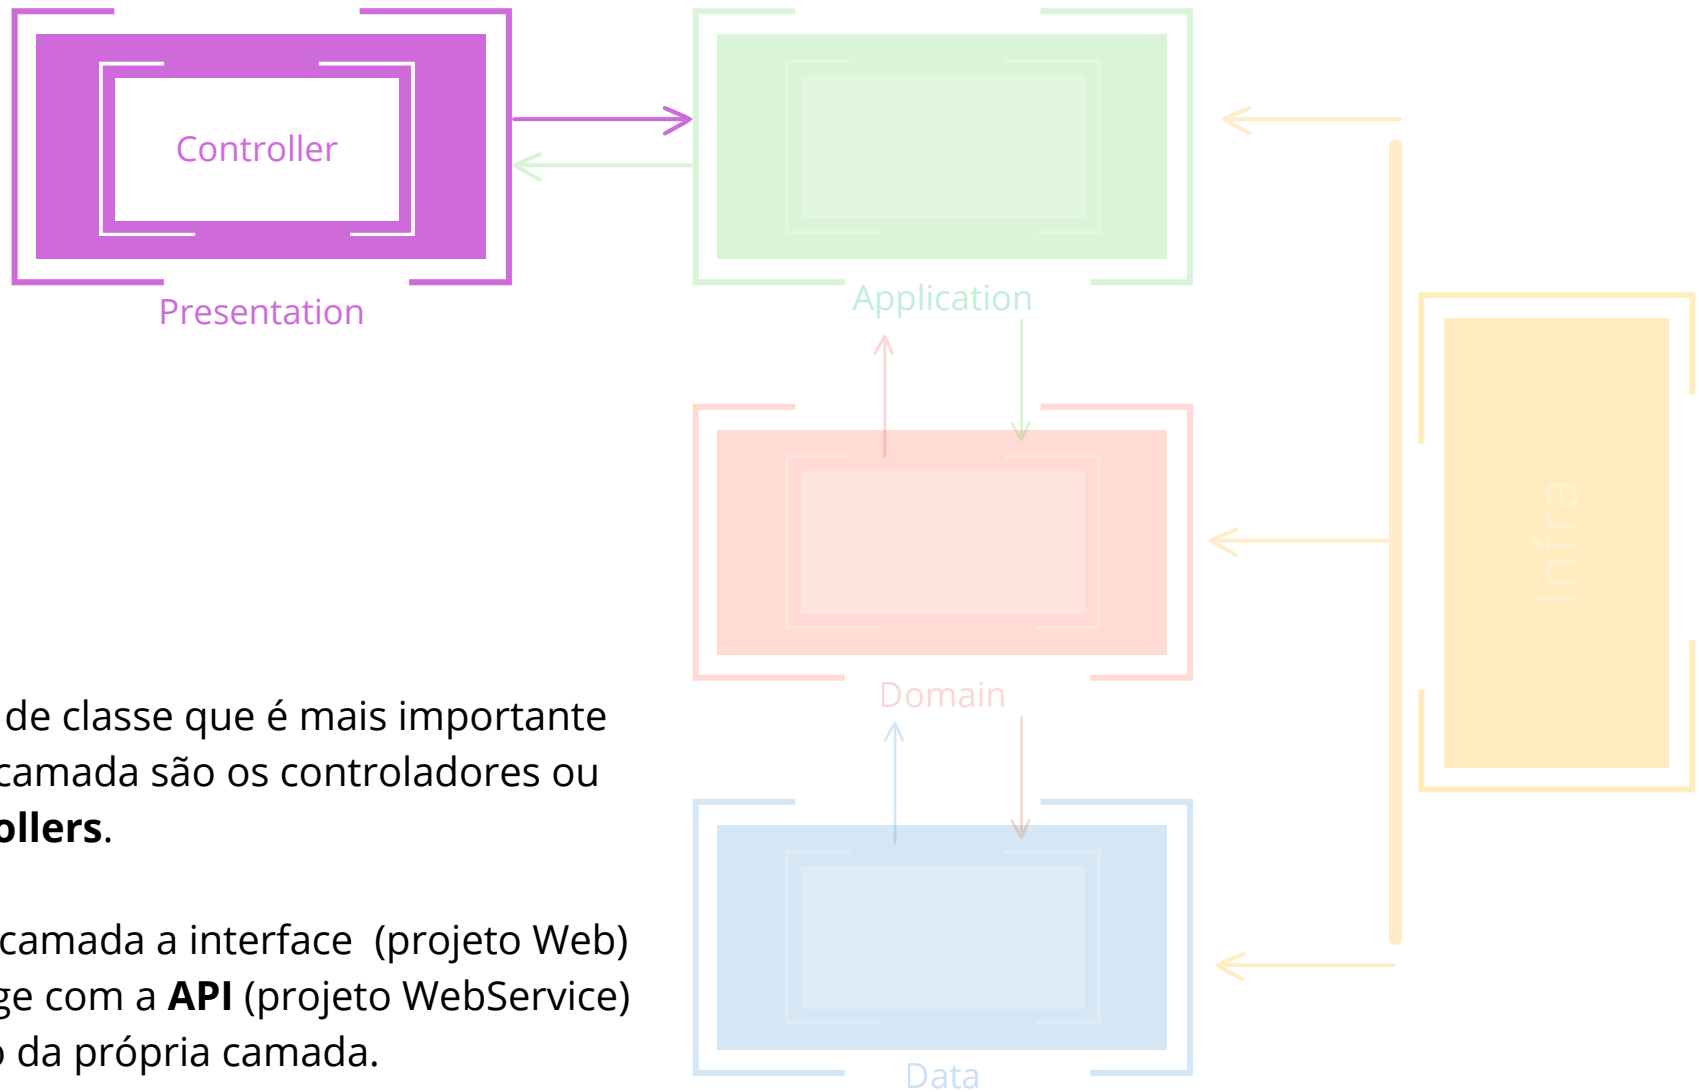 Controller
Presentation
Application
Infra
Domain
de classe que é mais importante
camada são os controladores ou
ollers.
camada a interface (projeto Web)
ge com a API (projeto WebService)
o da própria camada.
Data